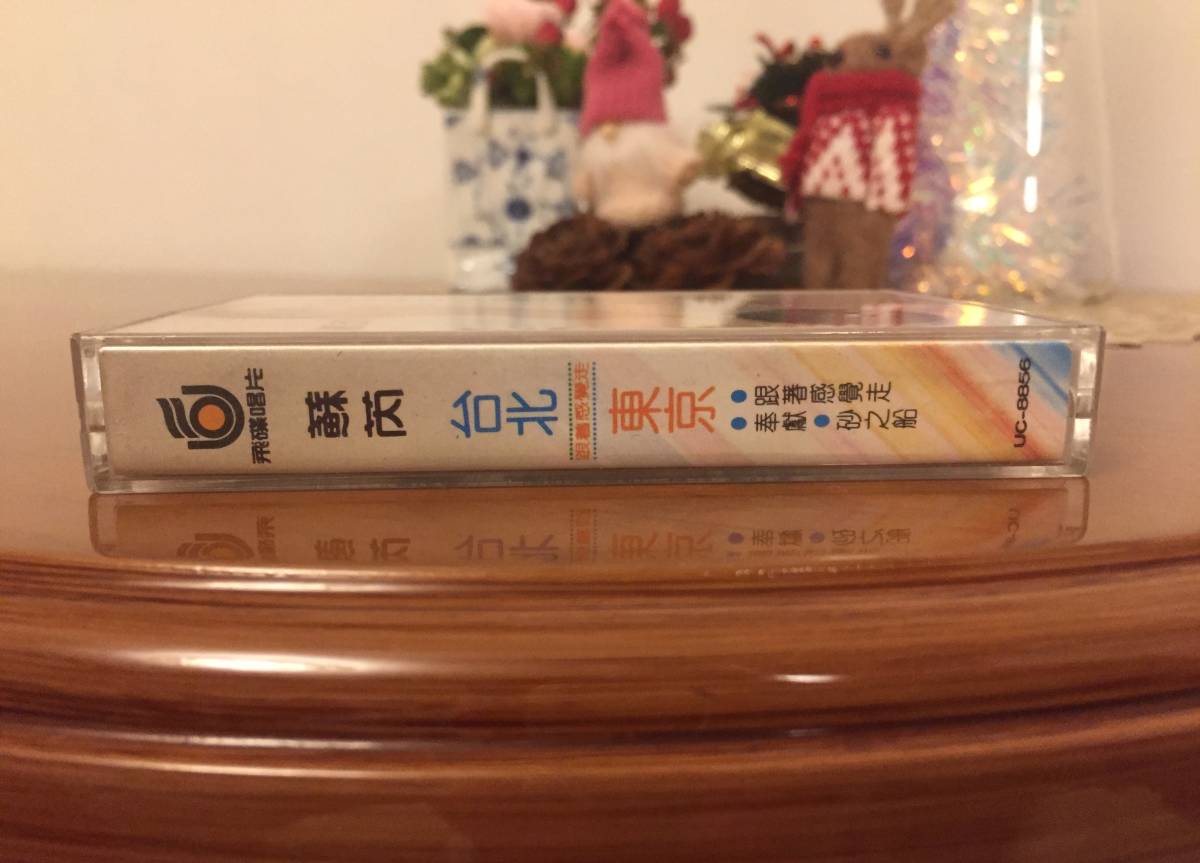 飛碟唱片
蘇芮
台北
跟著感覺走
東京
●跟著感覺走
●奉獻●砂之船
UC-8856